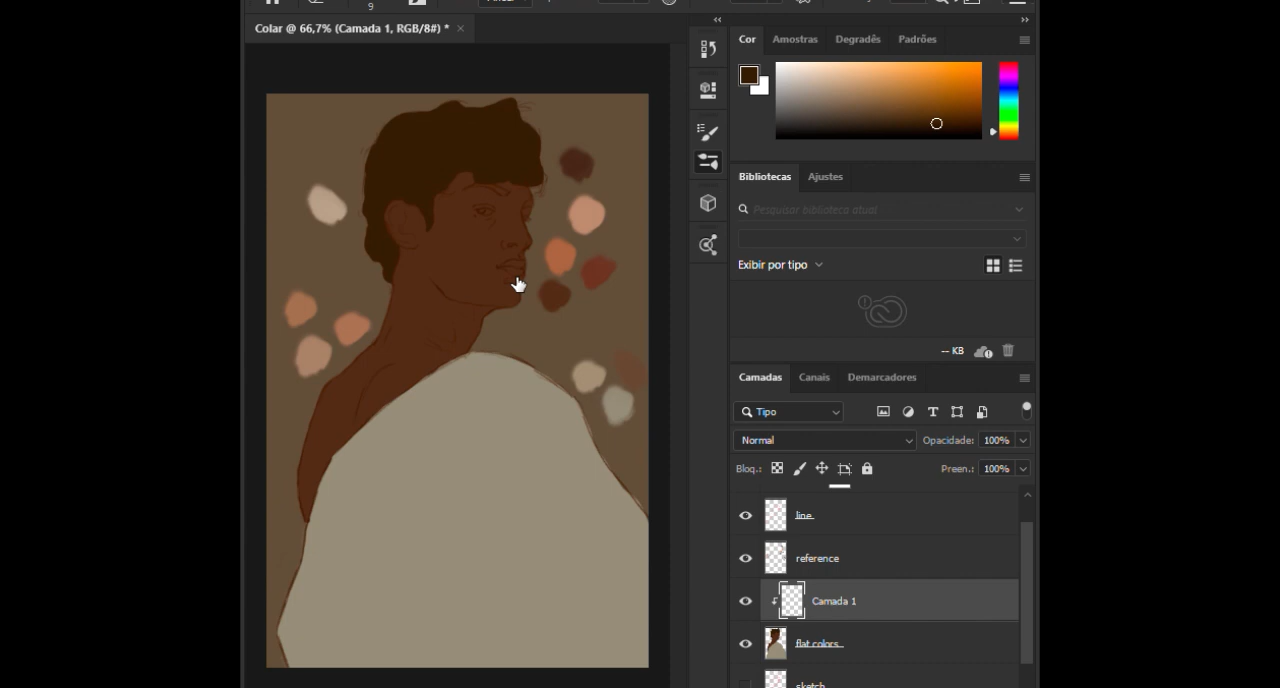 9
Colar @ 66,7% (Camada 1, RGB/8#) * ×
Cor Amostras Degradês Padrões
Bibliotecas Ajustes
Pesquisar biblioteca atual
Exibir por tipo
-- KB
Camadas Canais Demarcadores
Tipo
Normal Opacidade: 100%
Bloq.: Preen.: 100%
line
reference
Camada 1
flat colors
sketch